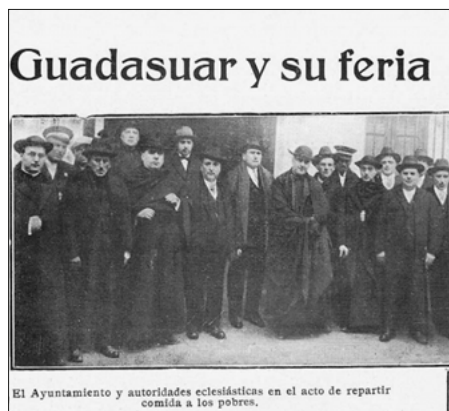 Guadasuar y su feria
El Ayuntamiento y autoridades eclesiásticas en el acto de repartir
comida a los pobres.